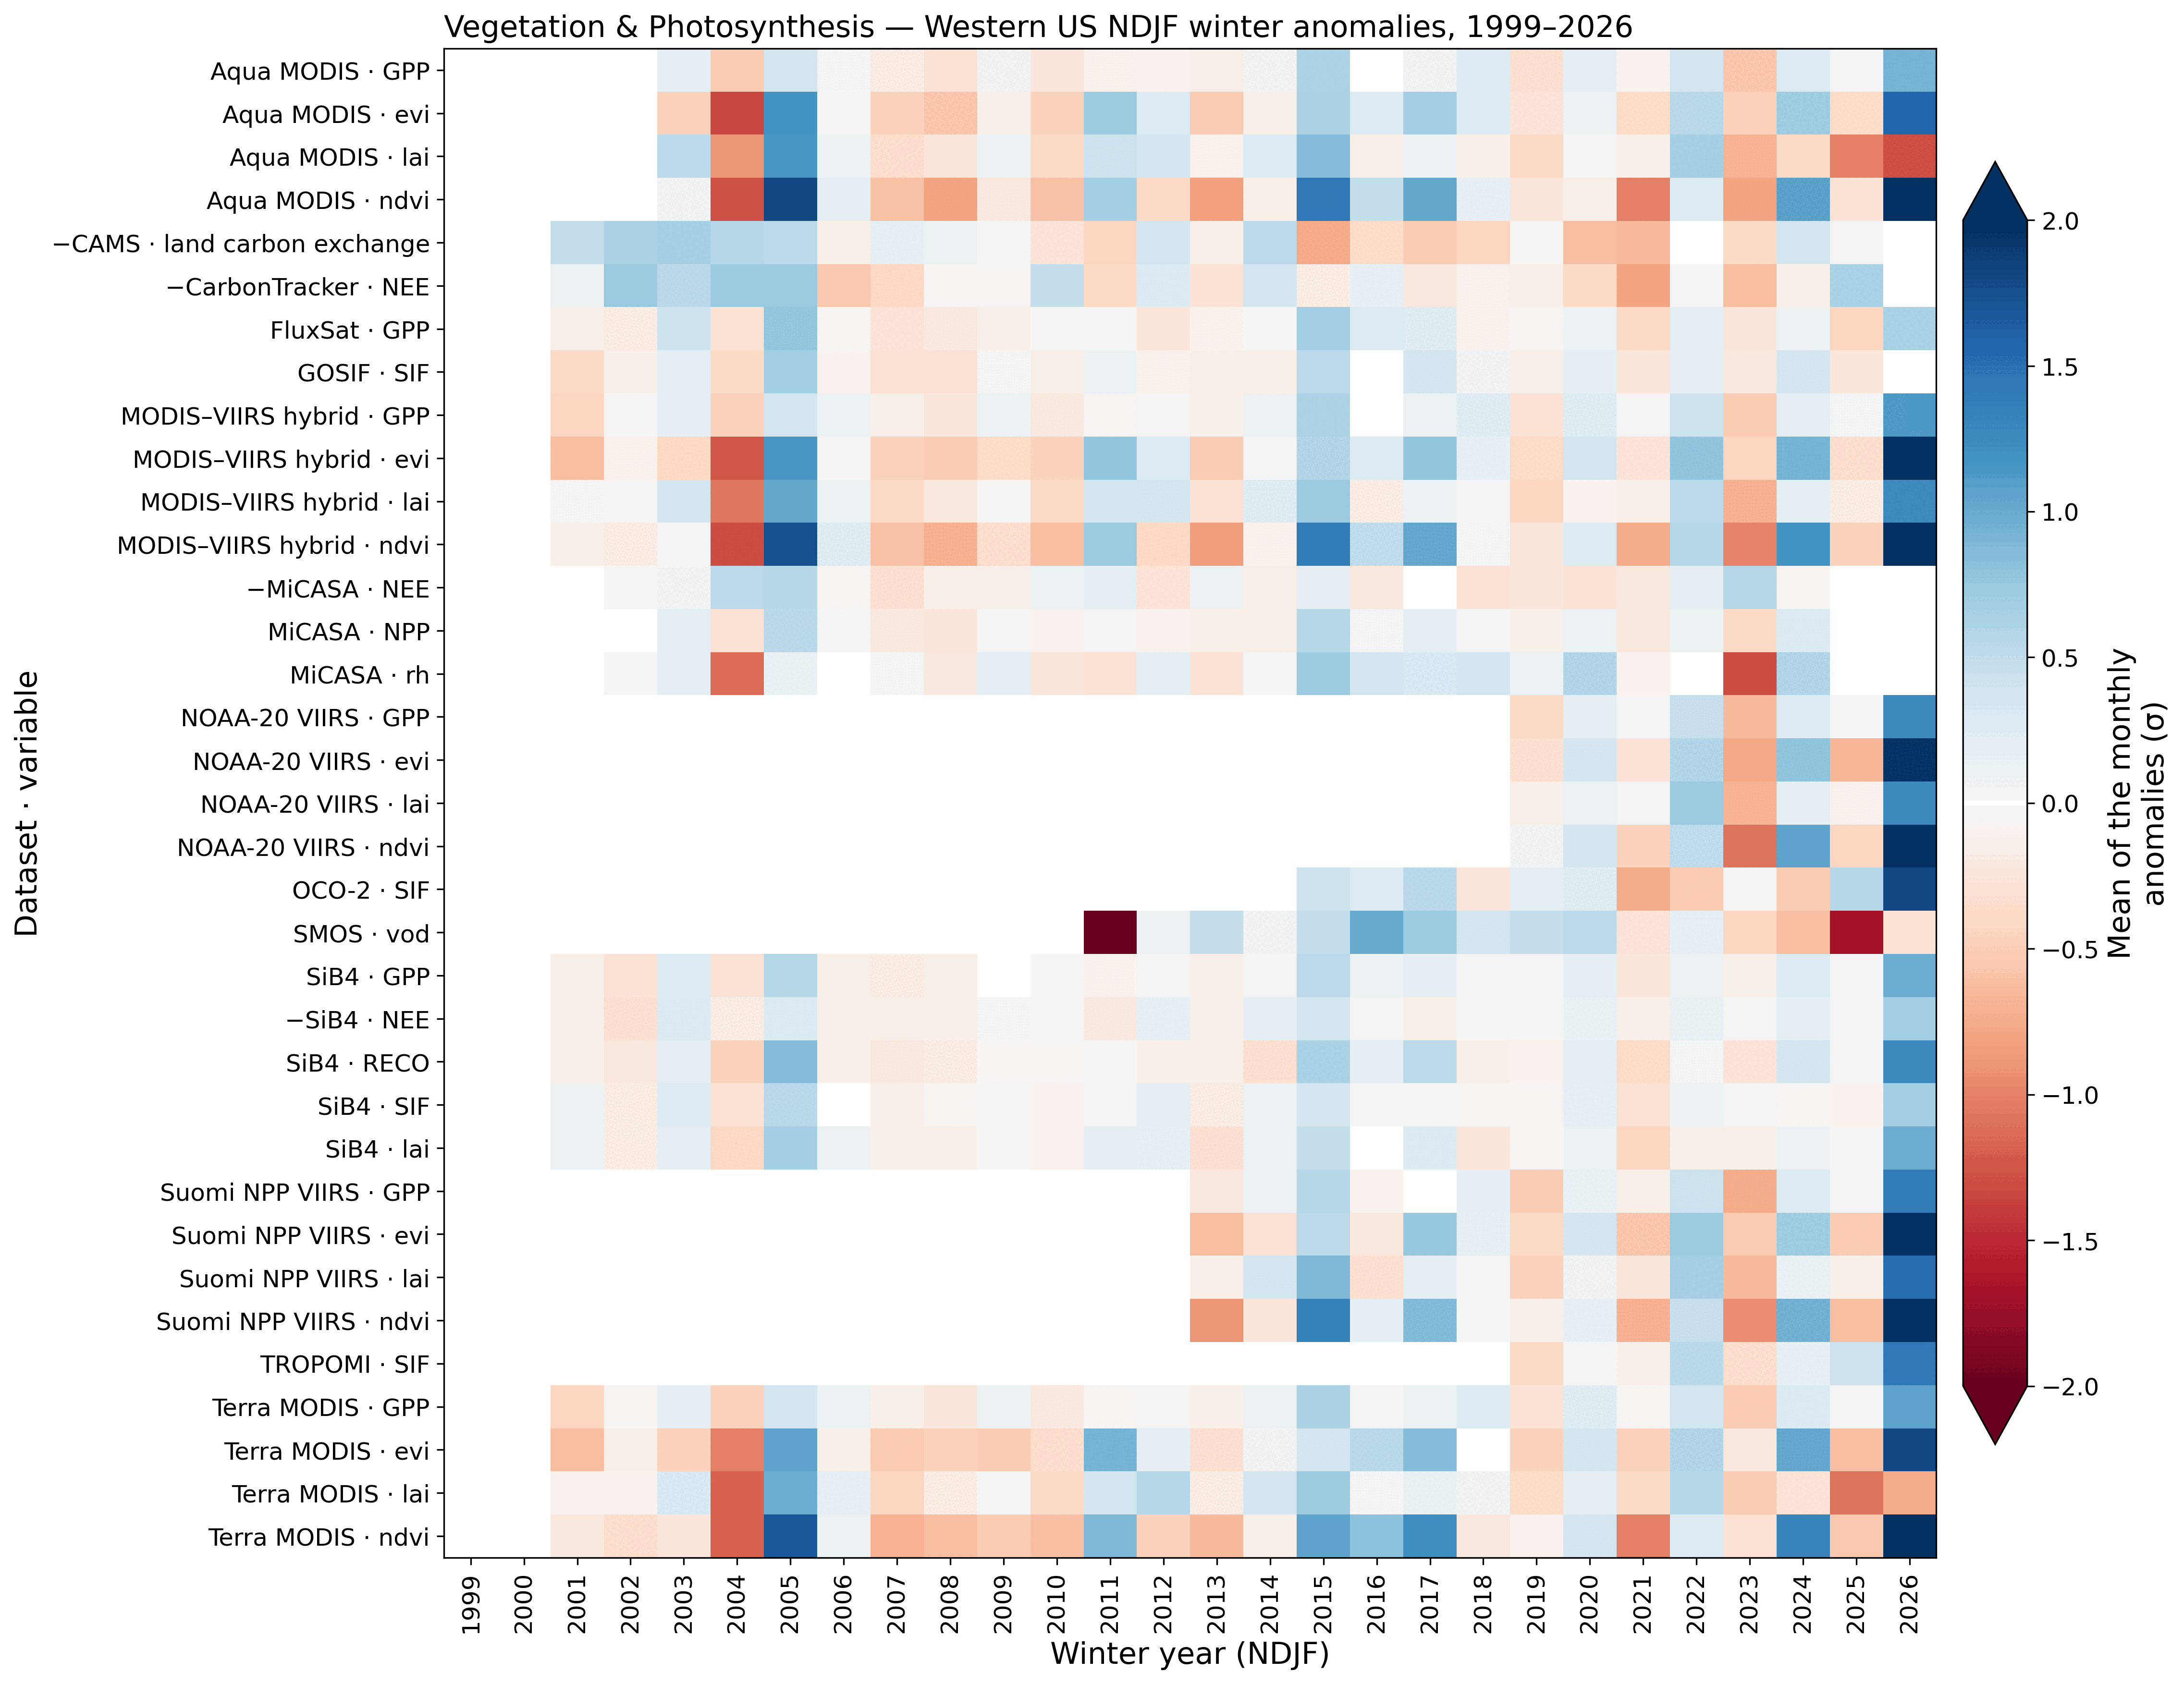 Vegetation & Photosynthesis — Western US NDJF winter anomalies, 1999–2026
Dataset · variable
Aqua MODIS · GPP
Aqua MODIS · evi
Aqua MODIS · lai
Aqua MODIS · ndvi
−CAMS · land carbon exchange
−CarbonTracker · NEE
FluxSat · GPP
GOSIF · SIF
MODIS–VIIRS hybrid · GPP
MODIS–VIIRS hybrid · evi
MODIS–VIIRS hybrid · lai
MODIS–VIIRS hybrid · ndvi
−MiCASA · NEE
MiCASA · NPP
MiCASA · rh
NOAA-20 VIIRS · GPP
NOAA-20 VIIRS · evi
NOAA-20 VIIRS · lai
NOAA-20 VIIRS · ndvi
OCO-2 · SIF
SMOS · vod
SiB4 · GPP
−SiB4 · NEE
SiB4 · RECO
SiB4 · SIF
SiB4 · lai
Suomi NPP VIIRS · GPP
Suomi NPP VIIRS · evi
Suomi NPP VIIRS · lai
Suomi NPP VIIRS · ndvi
TROPOMI · SIF
Terra MODIS · GPP
Terra MODIS · evi
Terra MODIS · lai
Terra MODIS · ndvi
1999 2000 2001 2002 2003 2004 2005 2006 2007 2008 2009 2010 2011 2012 2013 2014 2015 2016 2017 2018 2019 2020 2021 2022 2023 2024 2025 2026
Winter year (NDJF)
2.0
1.5
1.0
0.5
0.0
−0.5
−1.0
−1.5
−2.0
Mean of the monthly
anomalies (σ)